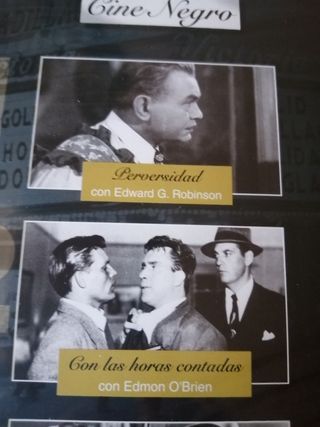 Cine Negro
Perversidad
con Edward G. Robinson
Con las horas contadas
con Edmon O'Brien